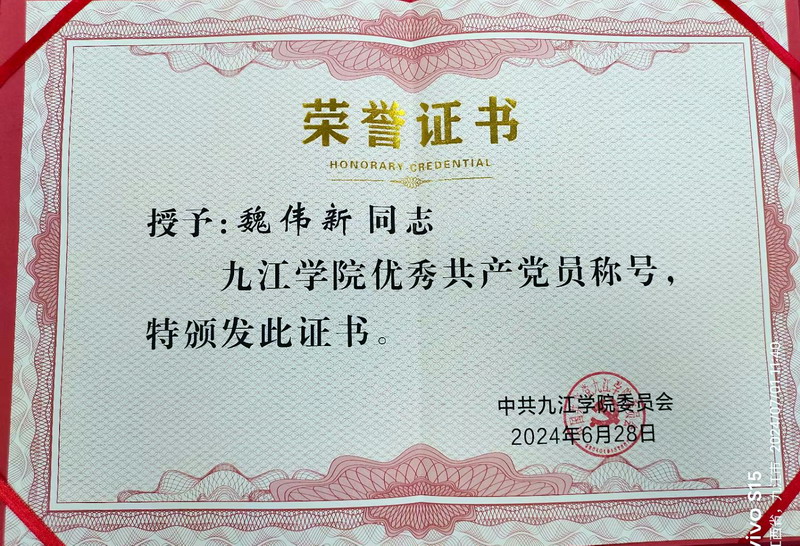 荣誉证书
HONORARY CREDENTIAL
授予：魏伟新 同志
九江学院优秀共产党员称号，
特颁发此证书。
中共九江学院委员会
2024年6月28日
vivo S15